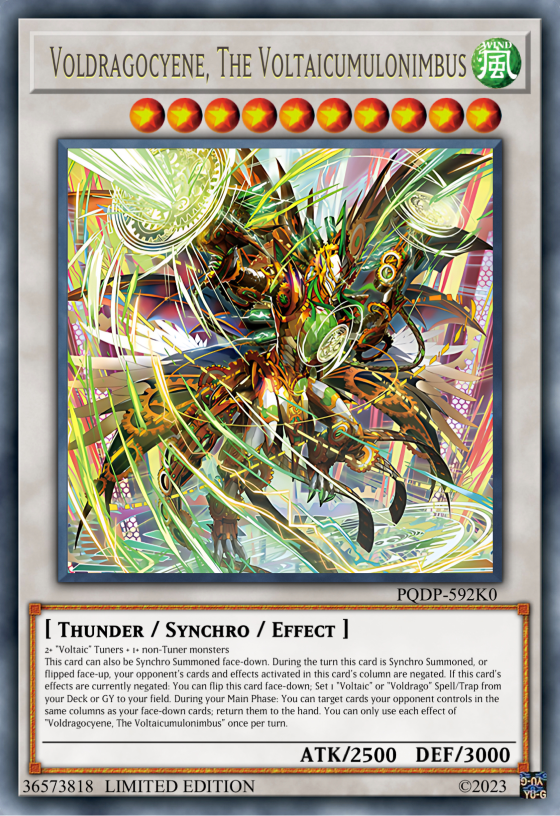 Voldragocyene, The Voltaicumulonimbus
WIND
風
PQDP-592K0
[ Thunder / Synchro / Effect ]
2+ "Voltaic" Tuners + 1+ non-Tuner monsters
This card can also be Synchro Summoned face-down. During the turn this card is Synchro Summoned, or
flipped face-up, your opponent's cards and effects activated in this card's column are negated. If this card's
effects are currently negated: You can flip this card face-down; Set 1 "Voltaic" or "Voldrago" Spell/Trap from
your Deck or GY to your field. During your Main Phase: You can target cards your opponent controls in the
same columns as your face-down cards; return them to the hand. You can only use each effect of
"Voldragocyene, The Voltaicumulonimbus" once per turn.
ATK/2500 DEF/3000
36573818 LIMITED EDITION ©2023
YU-G